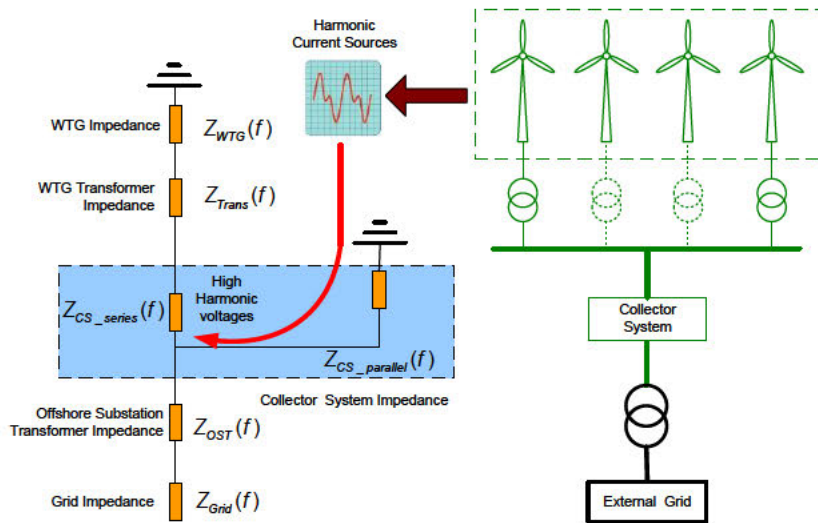 Harmonic
Current Sources
WTG Impedance
Z_WTG(f)
WTG Transformer
Impedance
Z_Trans(f)
High
Harmonic
voltages
Z_CS_series(f)
Z_CS_parallel(f)
Collector System Impedance
Offshore Substation
Transformer Impedance
Z_OST(f)
Grid Impedance
Z_Grid(f)
Collector
System
External Grid